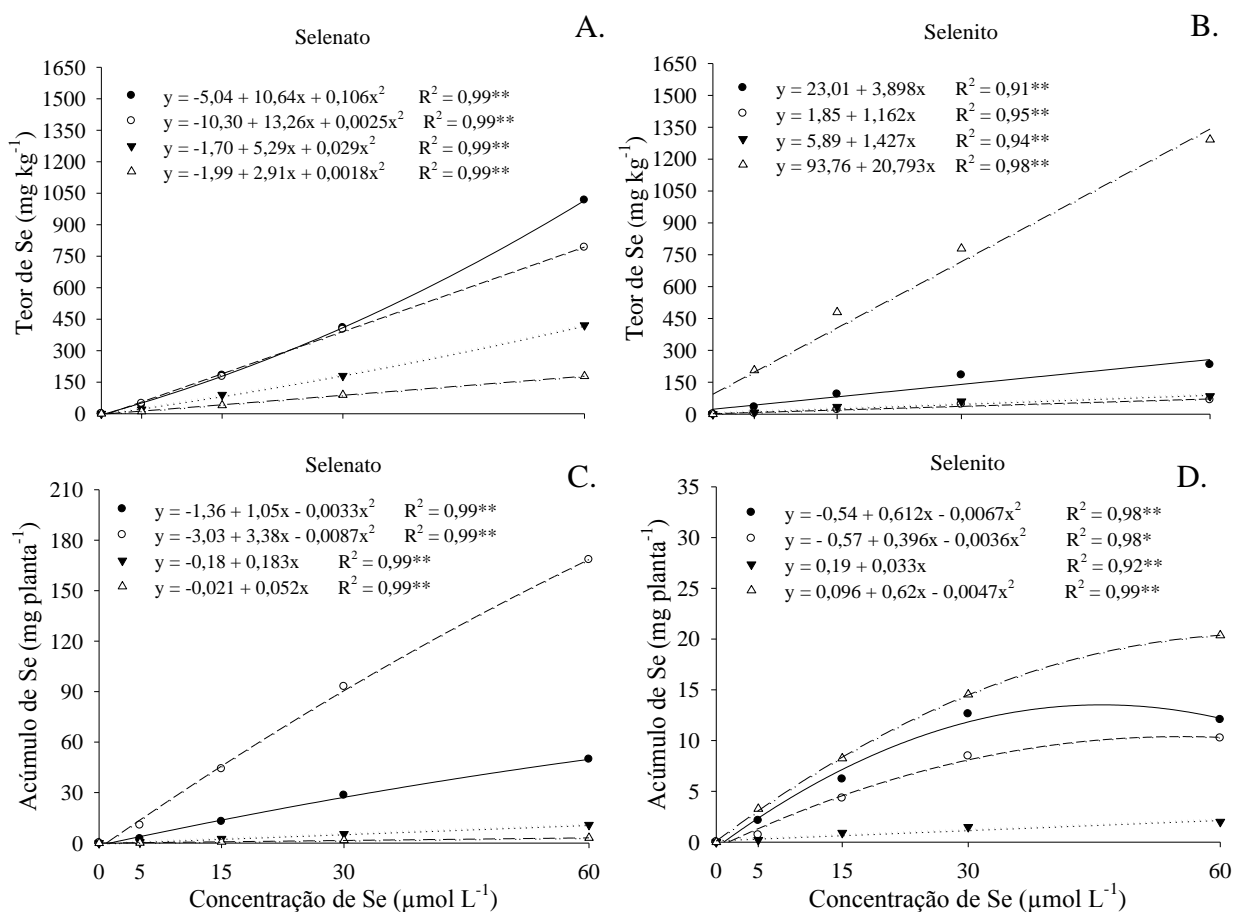 Selenato
A.
Teor de Se (mg kg⁻¹)
1650
1500
1350
1200
1050
900
750
600
450
300
150
0
y = -5,04 + 10,64x + 0,106x² R² = 0,99**
y = -10,30 + 13,26x + 0,0025x² R² = 0,99**
y = -1,70 + 5,29x + 0,029x² R² = 0,99**
y = -1,99 + 2,91x + 0,0018x² R² = 0,99**
Selenito
B.
Teor de Se (mg kg⁻¹)
1650
1500
1350
1200
1050
900
750
600
450
300
150
0
y = 23,01 + 3,898x R² = 0,91**
y = 1,85 + 1,162x R² = 0,95**
y = 5,89 + 1,427x R² = 0,94**
y = 93,76 + 20,793x R² = 0,98**
Selenato
C.
Acúmulo de Se (mg planta⁻¹)
210
180
150
120
90
60
30
0
y = -1,36 + 1,05x - 0,0033x² R² = 0,99**
y = -3,03 + 3,38x - 0,0087x² R² = 0,99**
y = -0,18 + 0,183x R² = 0,99**
y = -0,021 + 0,052x R² = 0,99**
0 5 15 30 60
Concentração de Se (µmol L⁻¹)
Selenito
D.
Acúmulo de Se (mg planta⁻¹)
35
30
25
20
15
10
5
0
y = -0,54 + 0,612x - 0,0067x² R² = 0,98**
y = - 0,57 + 0,396x - 0,0036x² R² = 0,98*
y = 0,19 + 0,033x R² = 0,92**
y = 0,096 + 0,62x - 0,0047x² R² = 0,99**
0 5 15 30 60
Concentração de Se (µmol L⁻¹)